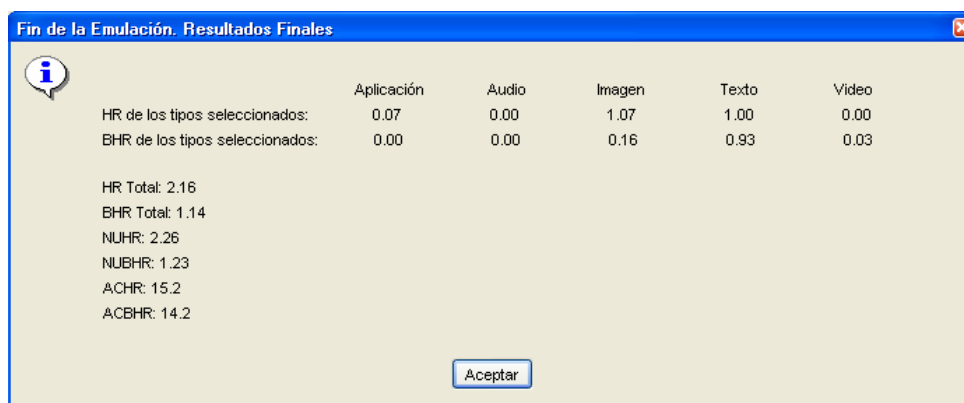 Fin de la Emulación. Resultados Finales
Aplicación Audio Imagen Texto Video
HR de los tipos seleccionados: 0.07 0.00 1.07 1.00 0.00
BHR de los tipos seleccionados: 0.00 0.00 0.16 0.93 0.03
HR Total: 2.16
BHR Total: 1.14
NUHR: 2.26
NUBHR: 1.23
ACHR: 15.2
ACBHR: 14.2
Aceptar